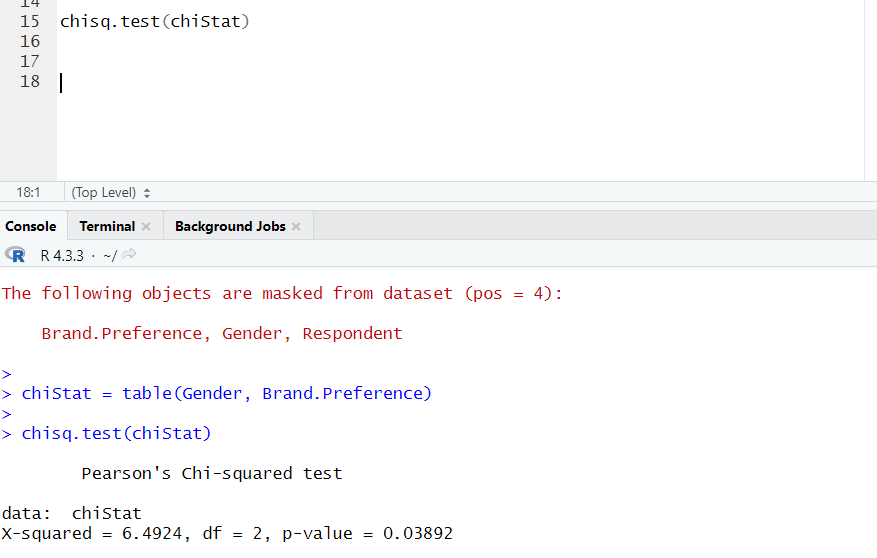 14
15 chisq.test(chiStat)
16
17
18
18:1 (Top Level)
Console Terminal Background Jobs
R R 4.3.3 · ~/
The following objects are masked from dataset (pos = 4):
Brand.Preference, Gender, Respondent
>
> chiStat = table(Gender, Brand.Preference)
>
> chisq.test(chiStat)
Pearson's Chi-squared test
data: chiStat
X-squared = 6.4924, df = 2, p-value = 0.03892